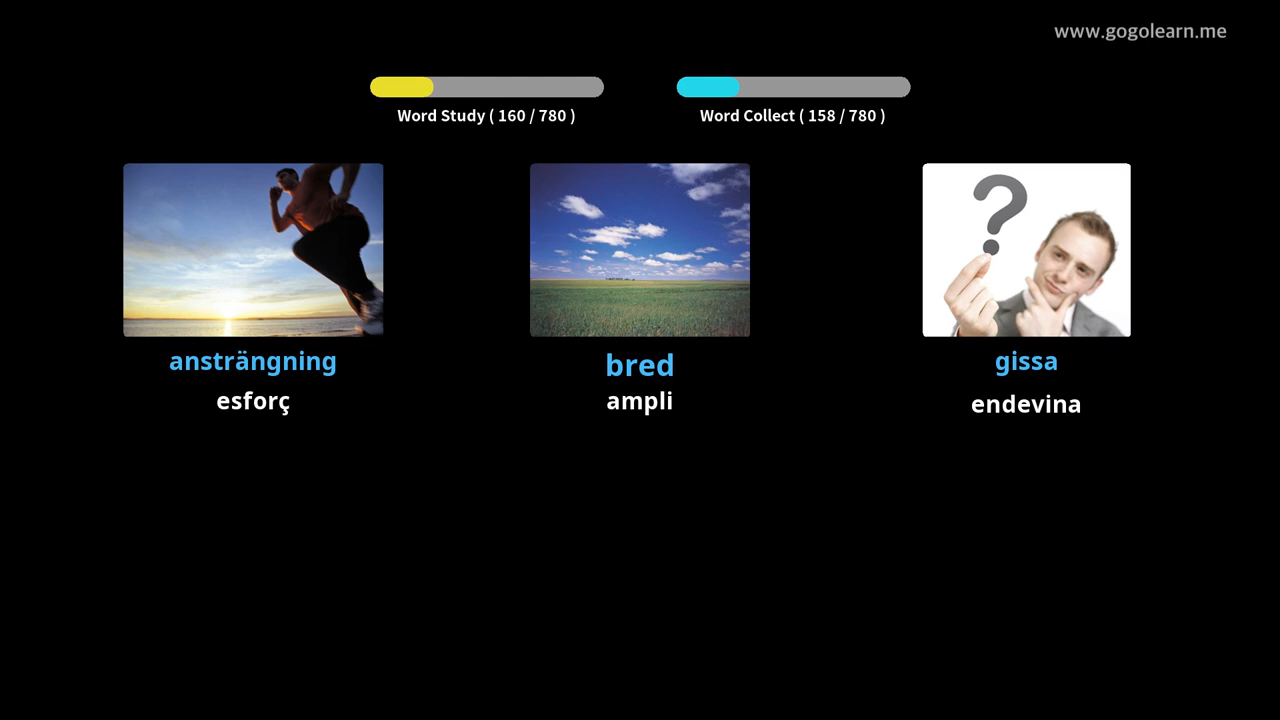 www.gogolearn.me
Word Study ( 160 / 780 )
Word Collect ( 158 / 780 )
ansträngning
esforç
bred
ampli
gissa
endevina